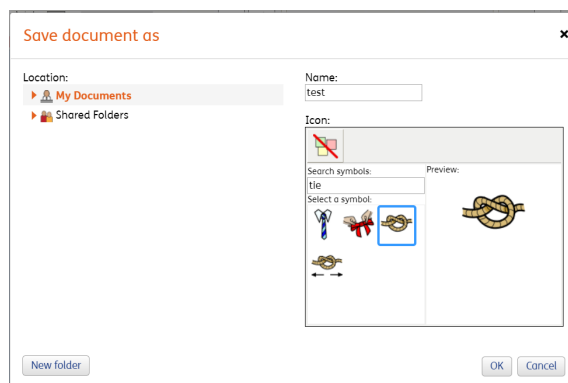 Save document as
Location:
My Documents
Shared Folders
Name:
test
Icon:
Search symbols:
tie
Select a symbol:
Preview:
New folder
OK
Cancel